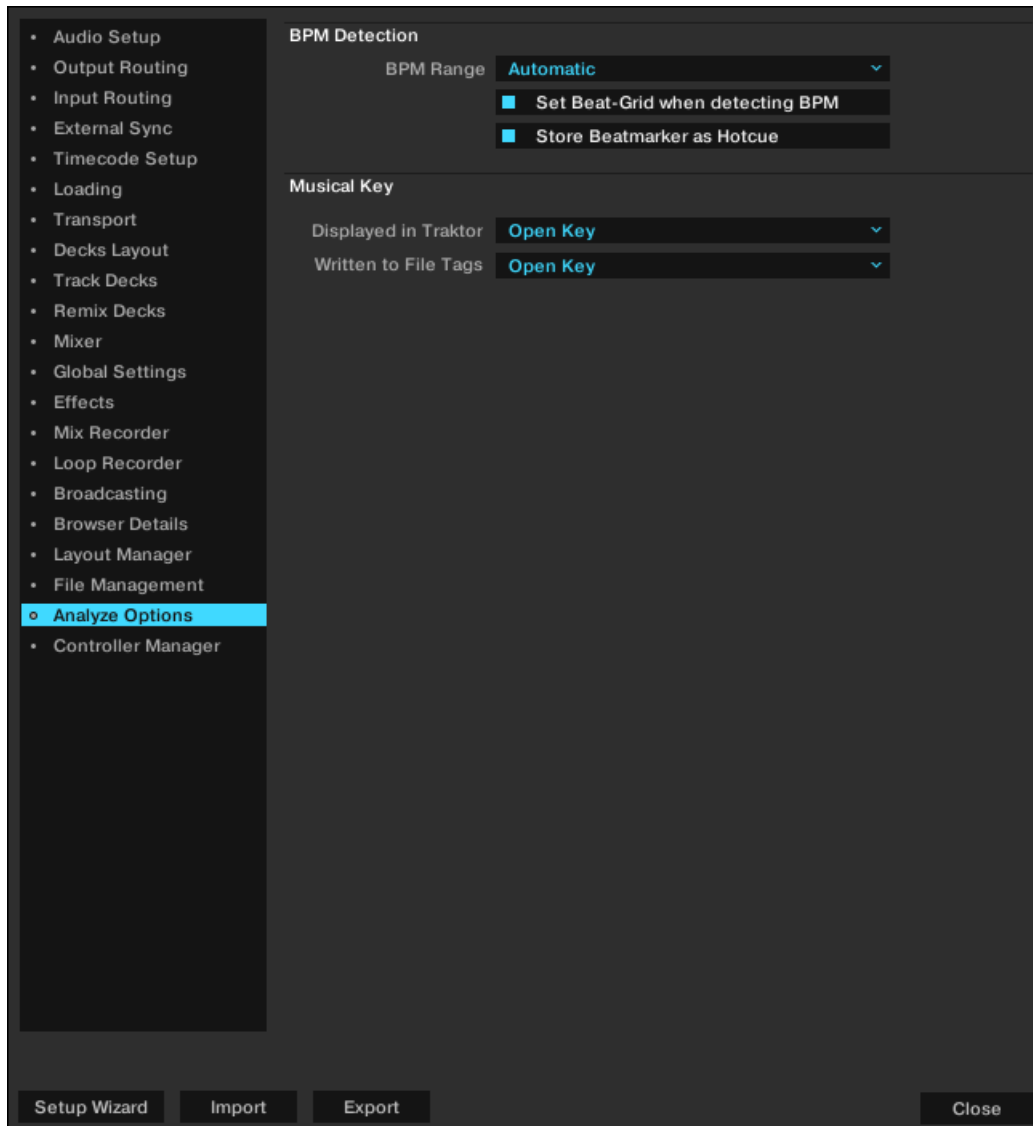 Audio Setup
Output Routing
Input Routing
External Sync
Timecode Setup
Loading
Transport
Decks Layout
Track Decks
Remix Decks
Mixer
Global Settings
Effects
Mix Recorder
Loop Recorder
Broadcasting
Browser Details
Layout Manager
File Management
Analyze Options
Controller Manager
BPM Detection
BPM Range Automatic
Set Beat-Grid when detecting BPM
Store Beatmarker as Hotcue
Musical Key
Displayed in Traktor Open Key
Written to File Tags Open Key
Setup Wizard Import Export Close